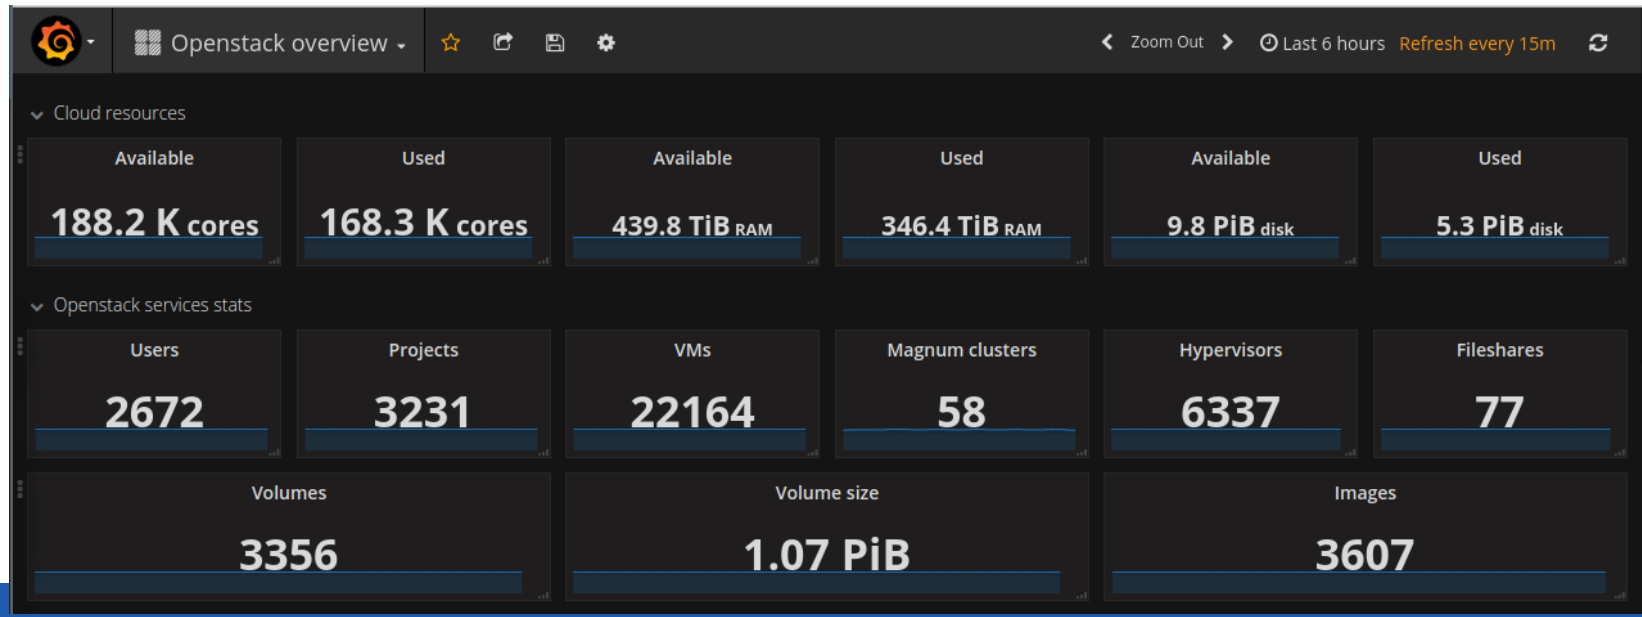 Openstack overview Zoom Out Last 6 hours Refresh every 15m
Cloud resources
Available Used Available Used Available Used
188.2 K cores 168.3 K cores 439.8 TiB RAM 346.4 TiB RAM 9.8 PiB disk 5.3 PiB disk
Openstack services stats
Users Projects VMs Magnum clusters Hypervisors Fileshares
2672 3231 22164 58 6337 77
Volumes Volume size Images
3356 1.07 PiB 3607